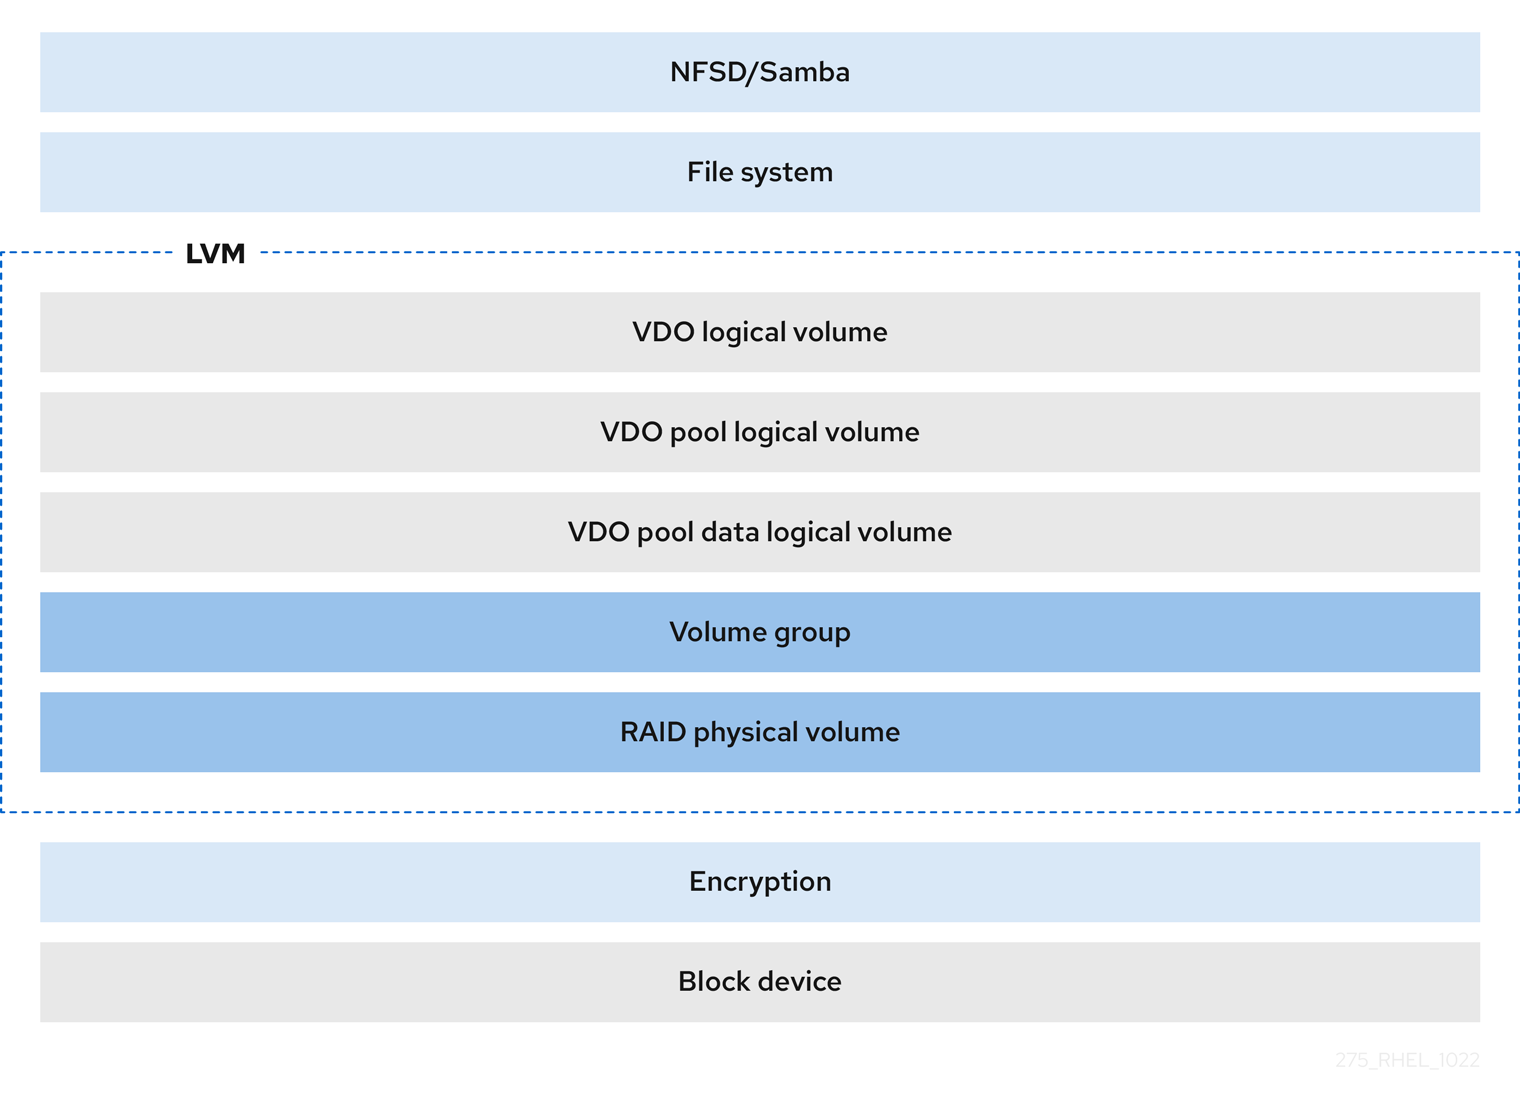 NFSD/Samba
File system
LVM
VDO logical volume
VDO pool logical volume
VDO pool data logical volume
Volume group
RAID physical volume
Encryption
Block device
275_RHEL_1022